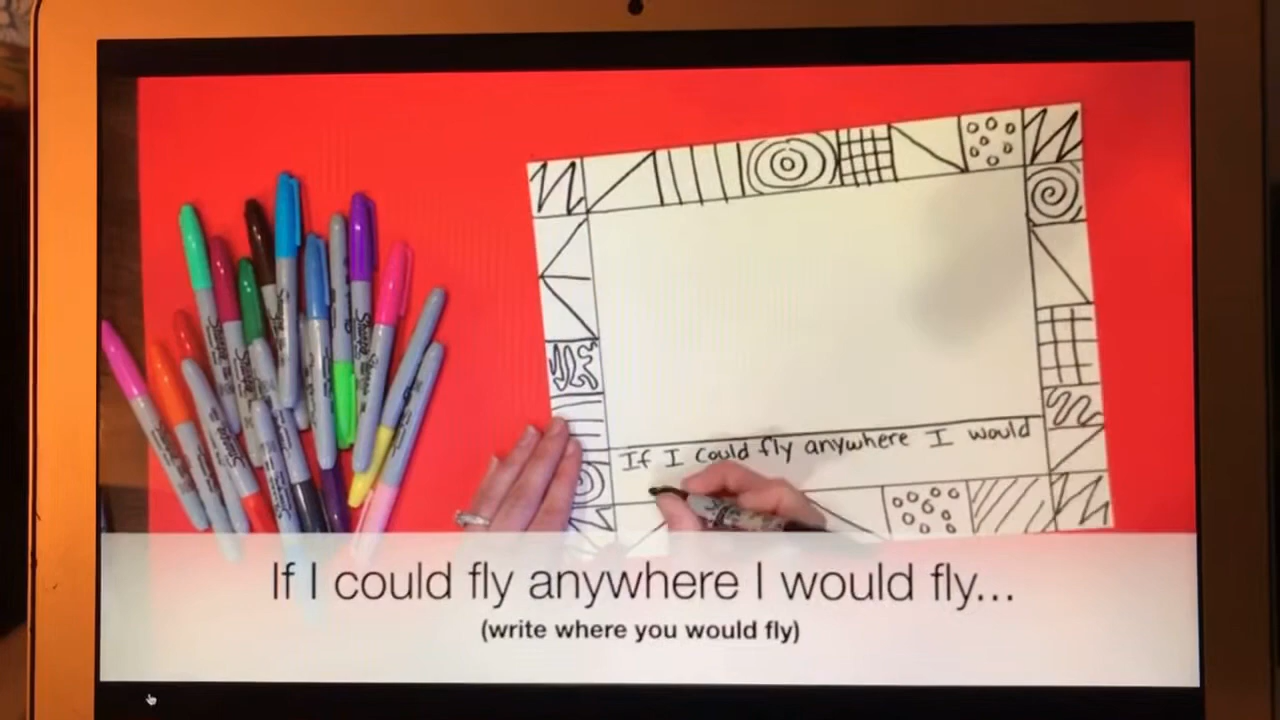 If I could fly anywhere I would
If I could fly anywhere I would fly...
(write where you would fly)